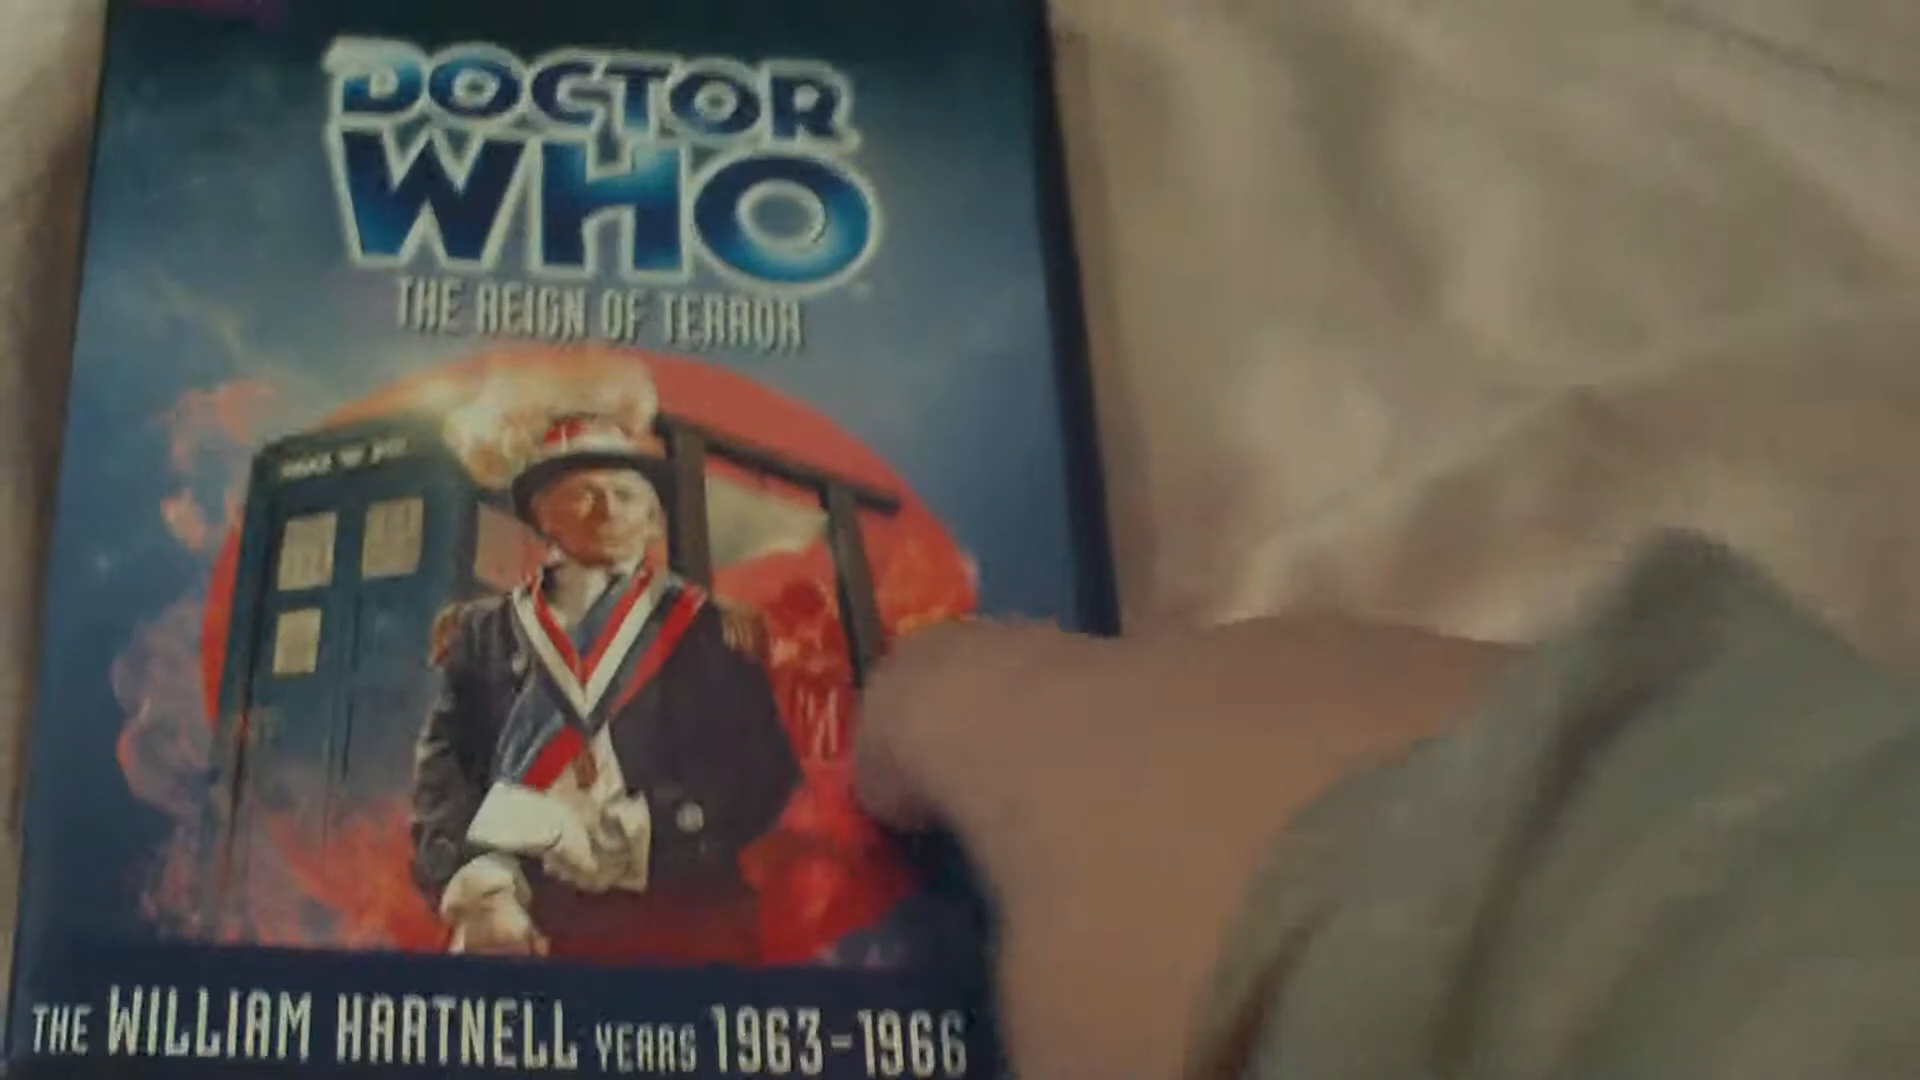 DOCTOR
WHO
THE REIGN OF TERROR
THE WILLIAM HARTNELL YEARS 1963-1966